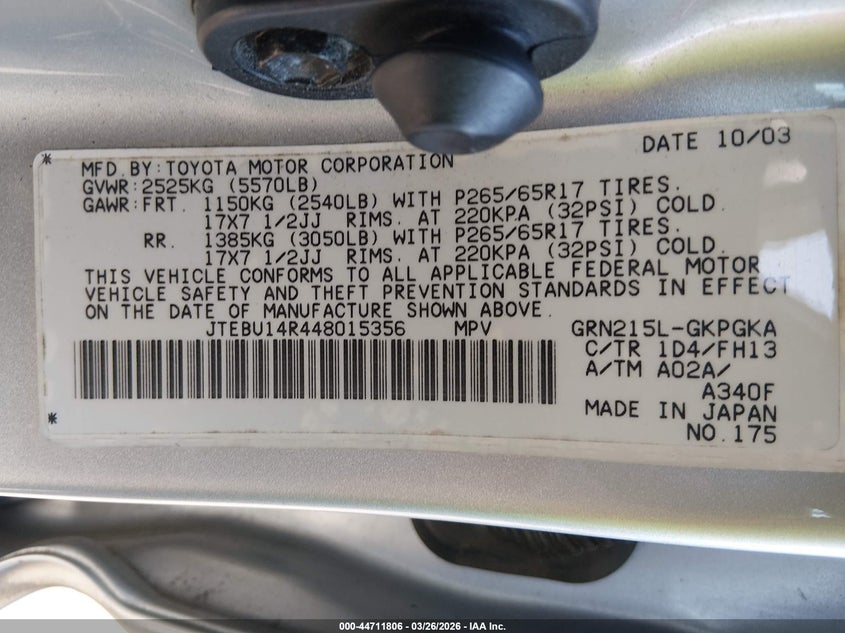 DATE 10/03
MFD.BY:TOYOTA MOTOR CORPORATION
GVWR:2525KG (5570LB)
GAWR:FRT. 1150KG (2540LB) WITH P265/65R17 TIRES.
17X7 1/2JJ RIMS. AT 220KPA (32PSI) COLD.
RR. 1385KG (3050LB) WITH P265/65R17 TIRES.
17X7 1/2JJ RIMS. AT 220KPA (32PSI) COLD.
THIS VEHICLE CONFORMS TO ALL APPLICABLE FEDERAL MOTOR
VEHICLE SAFETY AND THEFT PREVENTION STANDARDS IN EFFECT
ON THE DATE OF MANUFACTURE SHOWN ABOVE.
JTEBU14R448015356 MPV GRN215L-GKPGKA
C/TR 1D4/FH13
A/TM A02A/
A340F
MADE IN JAPAN
NO.175
000-44711806 / 03/26/2026 - IAA Inc.